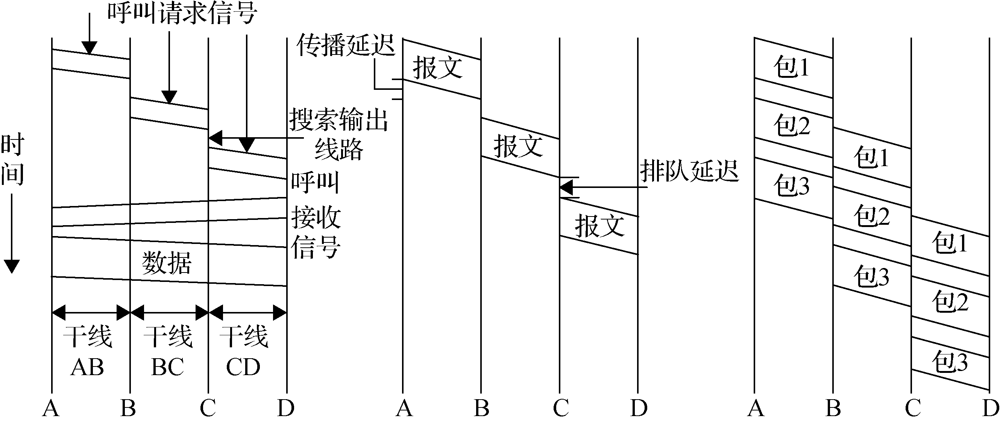 呼叫请求信号
时间
搜索输出
线路
呼叫
接收
信号
数据
干线
AB
干线
BC
干线
CD
A
B
C
D
传播延迟
报文
报文
排队延迟
报文
A
B
C
D
包1
包2
包1
包3
包2
包1
包3
包2
包3
A
B
C
D